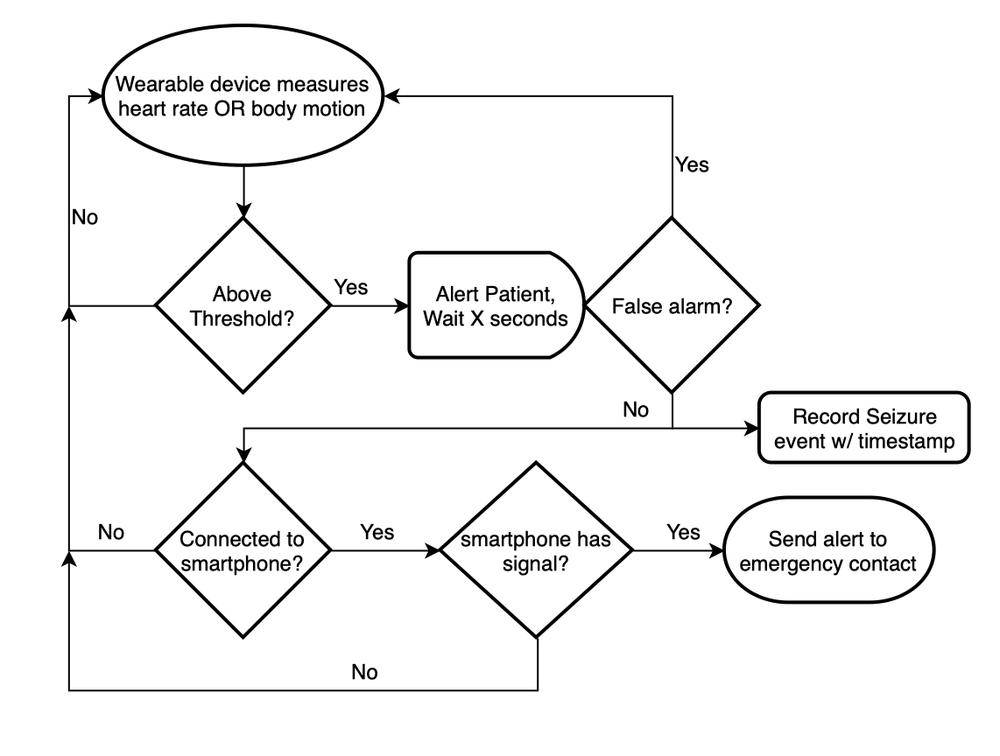 Wearable device measures
heart rate OR body motion
Yes
No
Above
Threshold?
Yes
Alert Patient,
Wait X seconds
False alarm?
No
Record Seizure
event w/ timestamp
No
Connected to
smartphone?
Yes
smartphone has
signal?
Yes
Send alert to
emergency contact
No